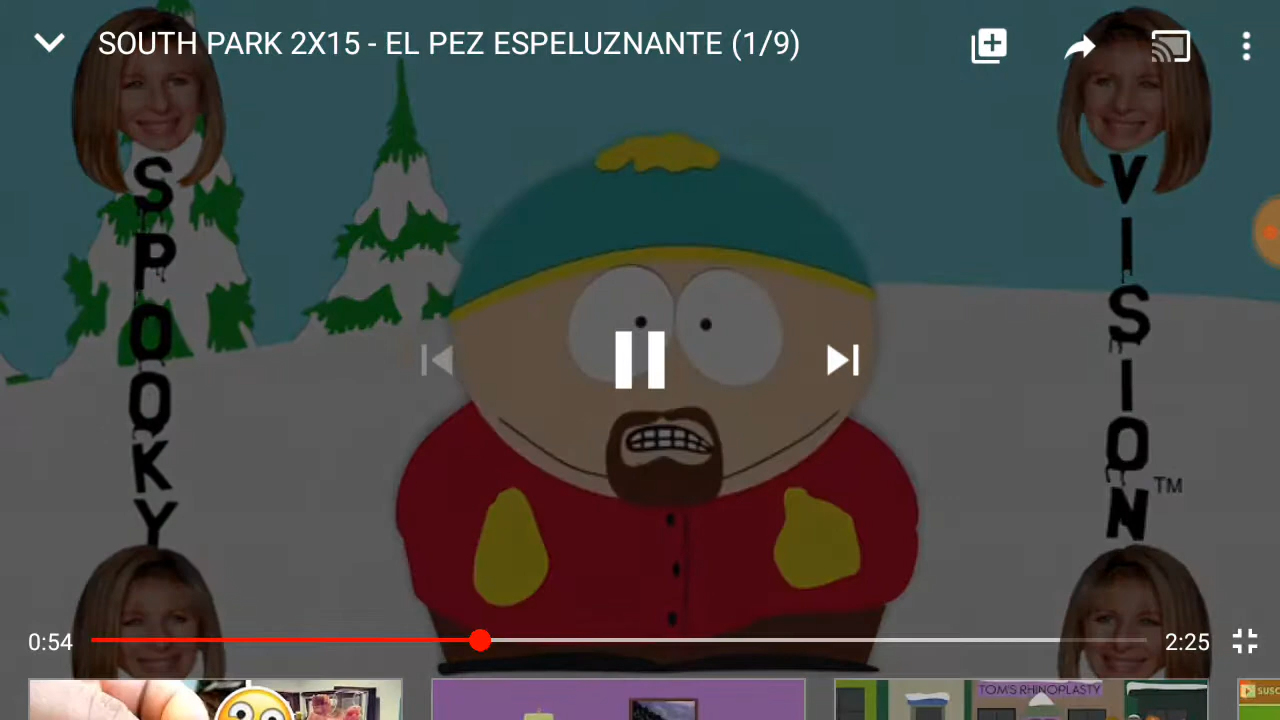 SOUTH PARK 2X15 - EL PEZ ESPELUZNANTE (1/9)
SPOOKY
VISION™
0:54
2:25
TOM'S RHINOPLASTY